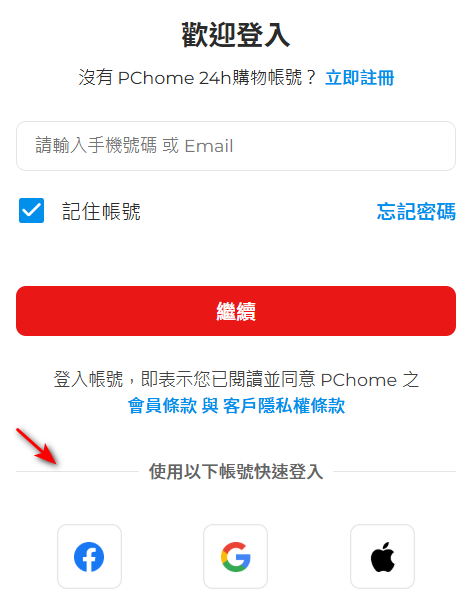 歡迎登入
沒有 PChome 24h購物帳號？ 立即註冊
請輸入手機號碼 或 Email
記住帳號 忘記密碼
繼續
登入帳號，即表示您已閱讀並同意 PChome 之
會員條款 與 客戶隱私權條款
使用以下帳號快速登入